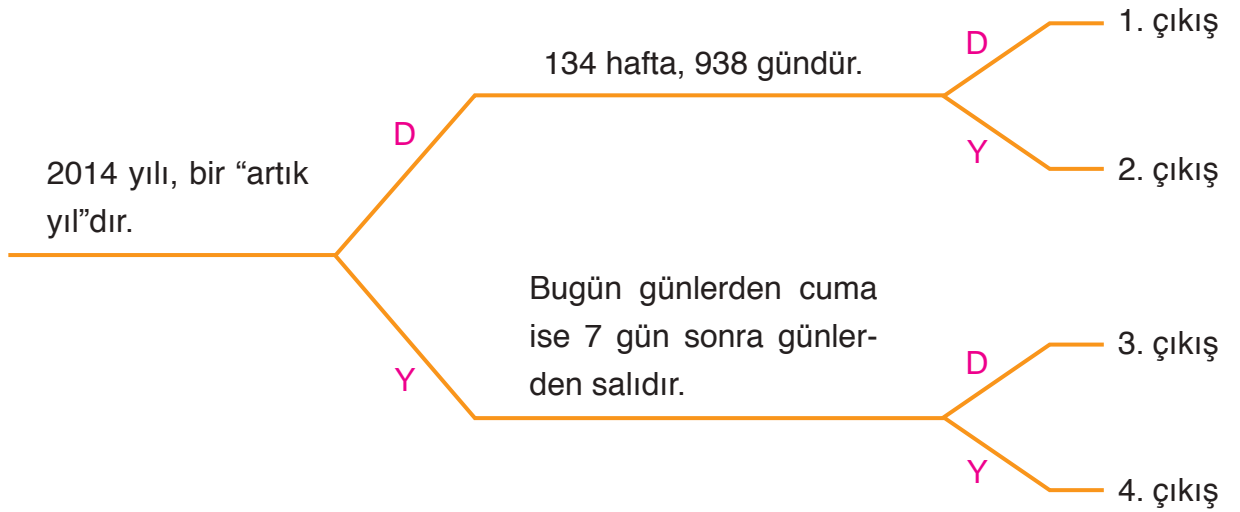 2014 yılı, bir “artık
yıl”dır.
D
Y
134 hafta, 938 gündür.
D
Y
1. çıkış
2. çıkış
Bugün günlerden cuma
ise 7 gün sonra günler-
den salıdır.
D
Y
3. çıkış
4. çıkış